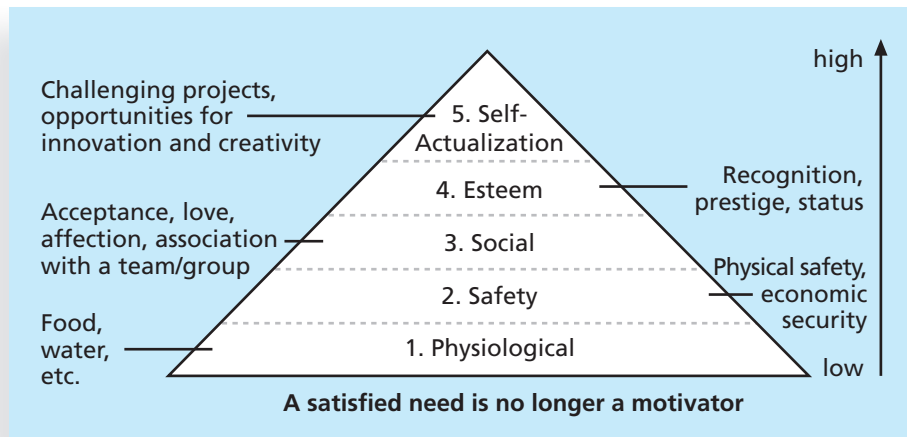 high
Challenging projects,
opportunities for
innovation and creativity
5. Self-
Actualization
4. Esteem
Recognition,
prestige, status
Acceptance, love,
affection, association
with a team/group
3. Social
2. Safety
Physical safety,
economic
security
Food,
water,
etc.
1. Physiological
low
A satisfied need is no longer a motivator